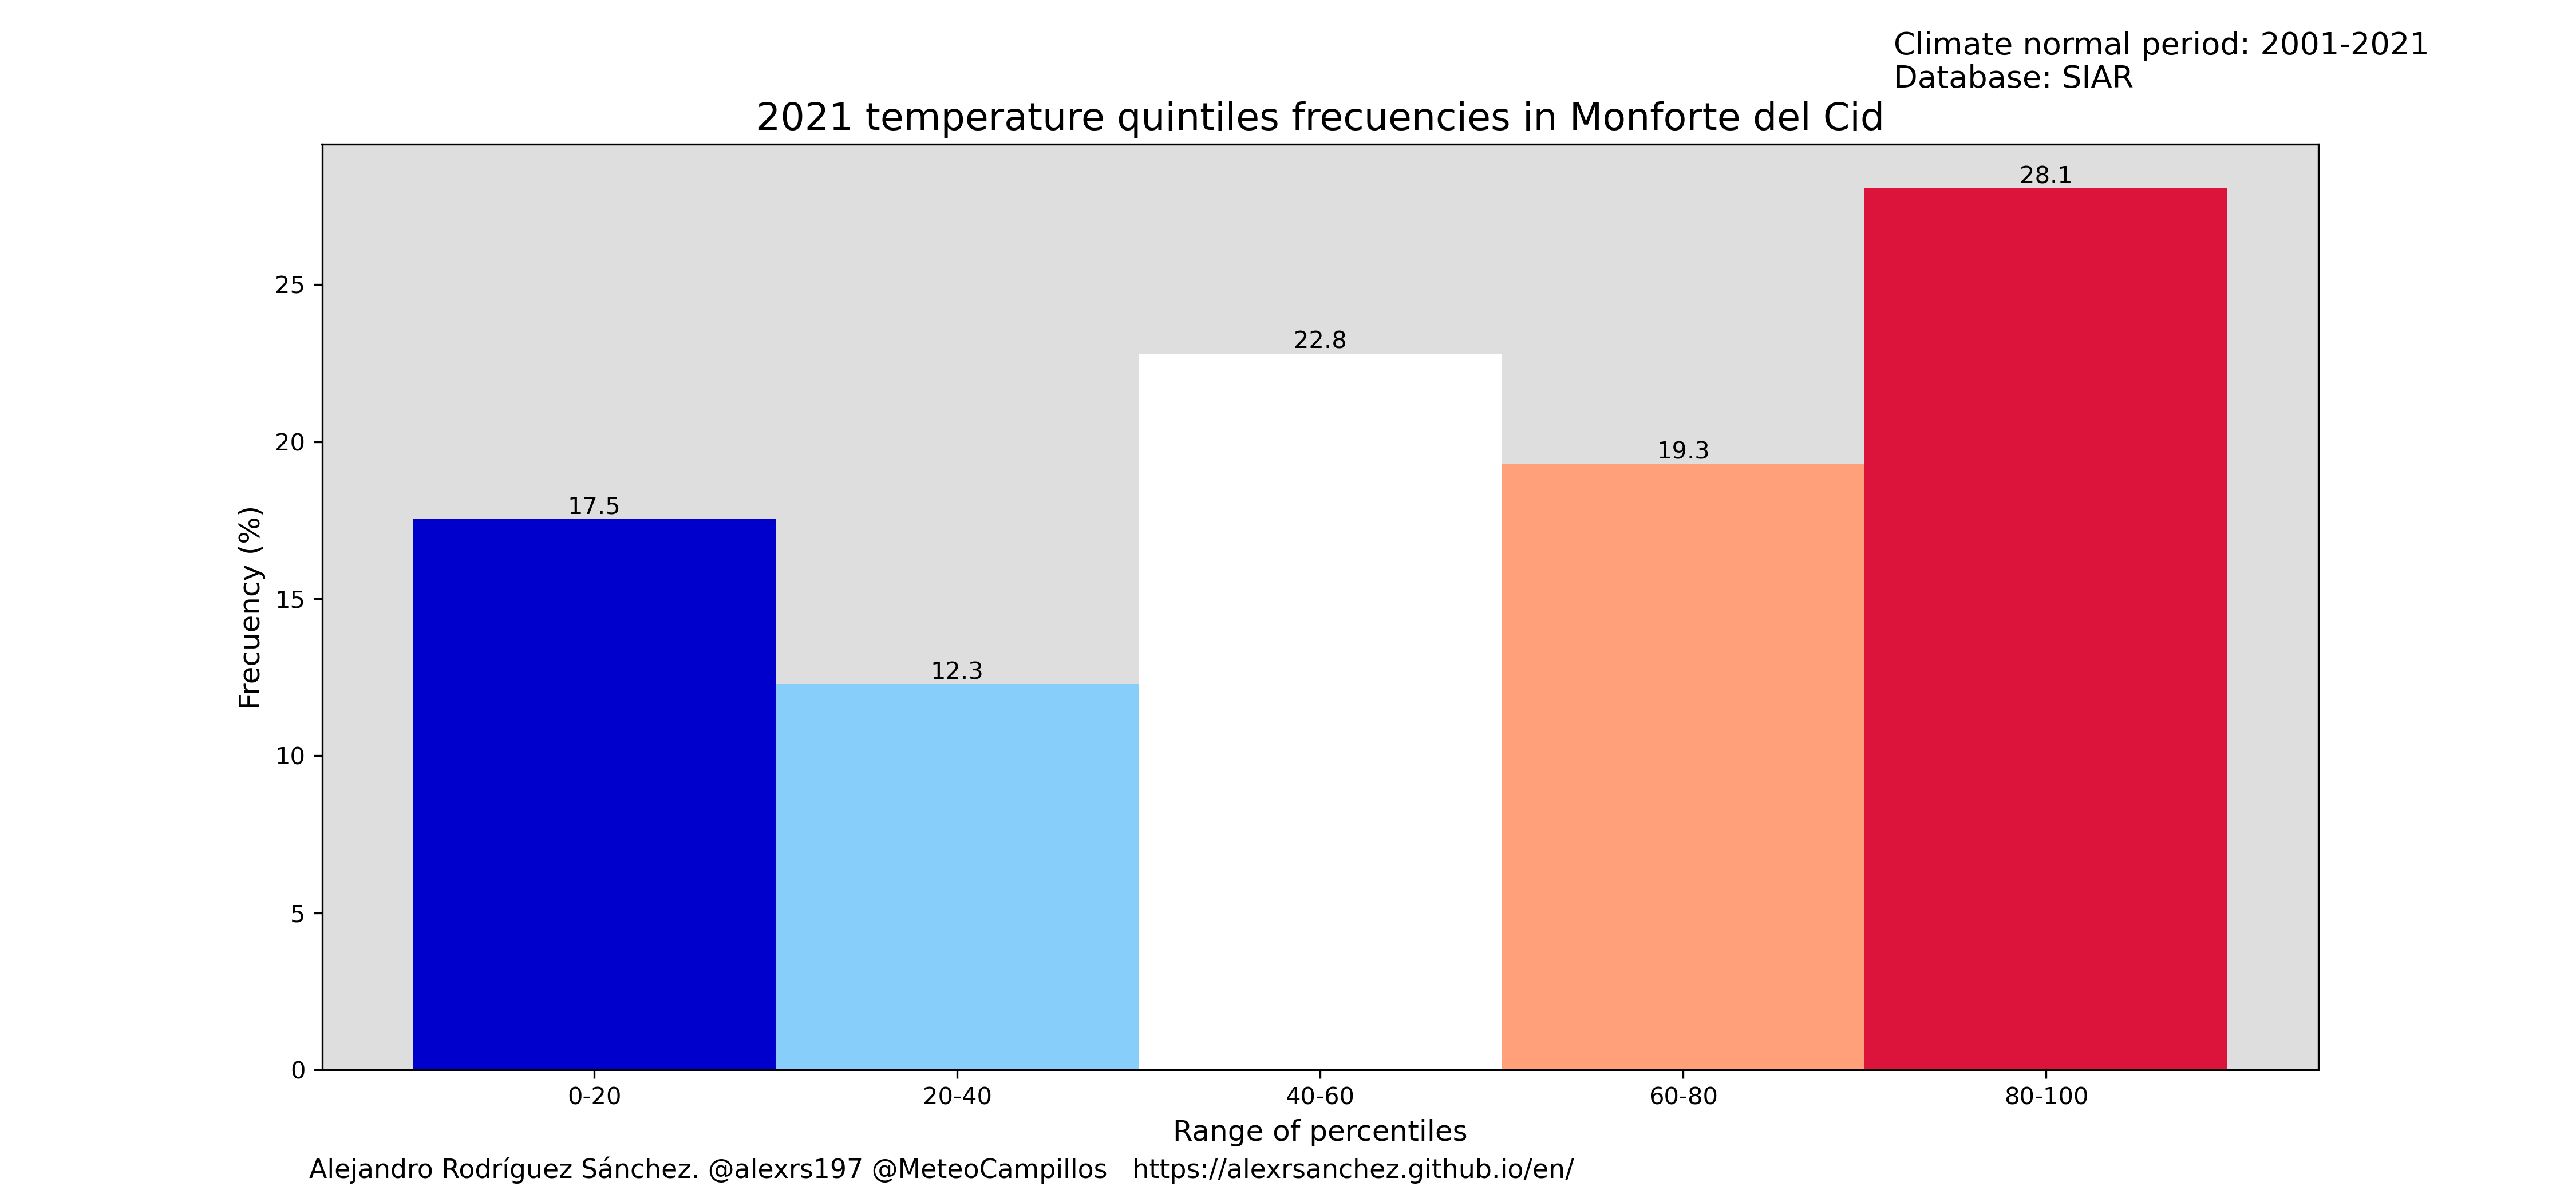 Climate normal period: 2001-2021
Database: SIAR
2021 temperature quintiles frecuencies in Monforte del Cid
28.1
25
22.8
20
19.3
17.5
Frecuency (%)
15
12.3
10
5
0
0-20 20-40 40-60 60-80 80-100
Range of percentiles
Alejandro Rodríguez Sánchez. @alexrs197 @MeteoCampillos https://alexrsanchez.github.io/en/